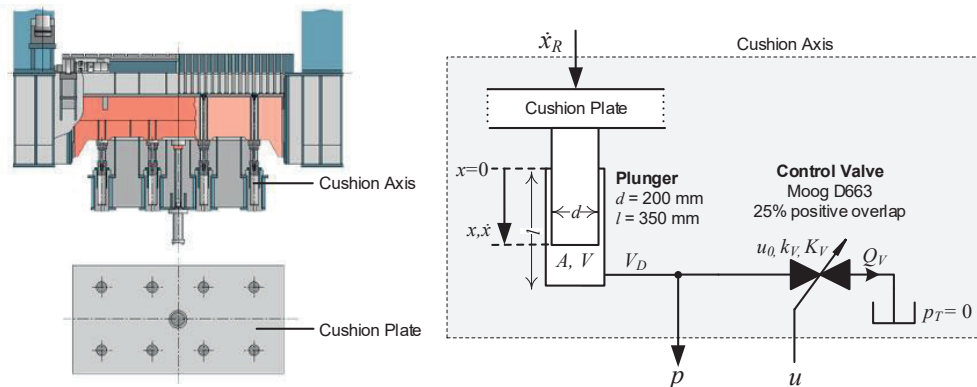 Cushion Axis
Cushion Plate
ẋ_R
Cushion Axis
Cushion Plate
x=0
x,ẋ
d
l
A, V
Plunger
d = 200 mm
l = 350 mm
V_D
Control Valve
Moog D663
25% positive overlap
u_0, k_V, K_V
Q_V
p_T = 0
p
u